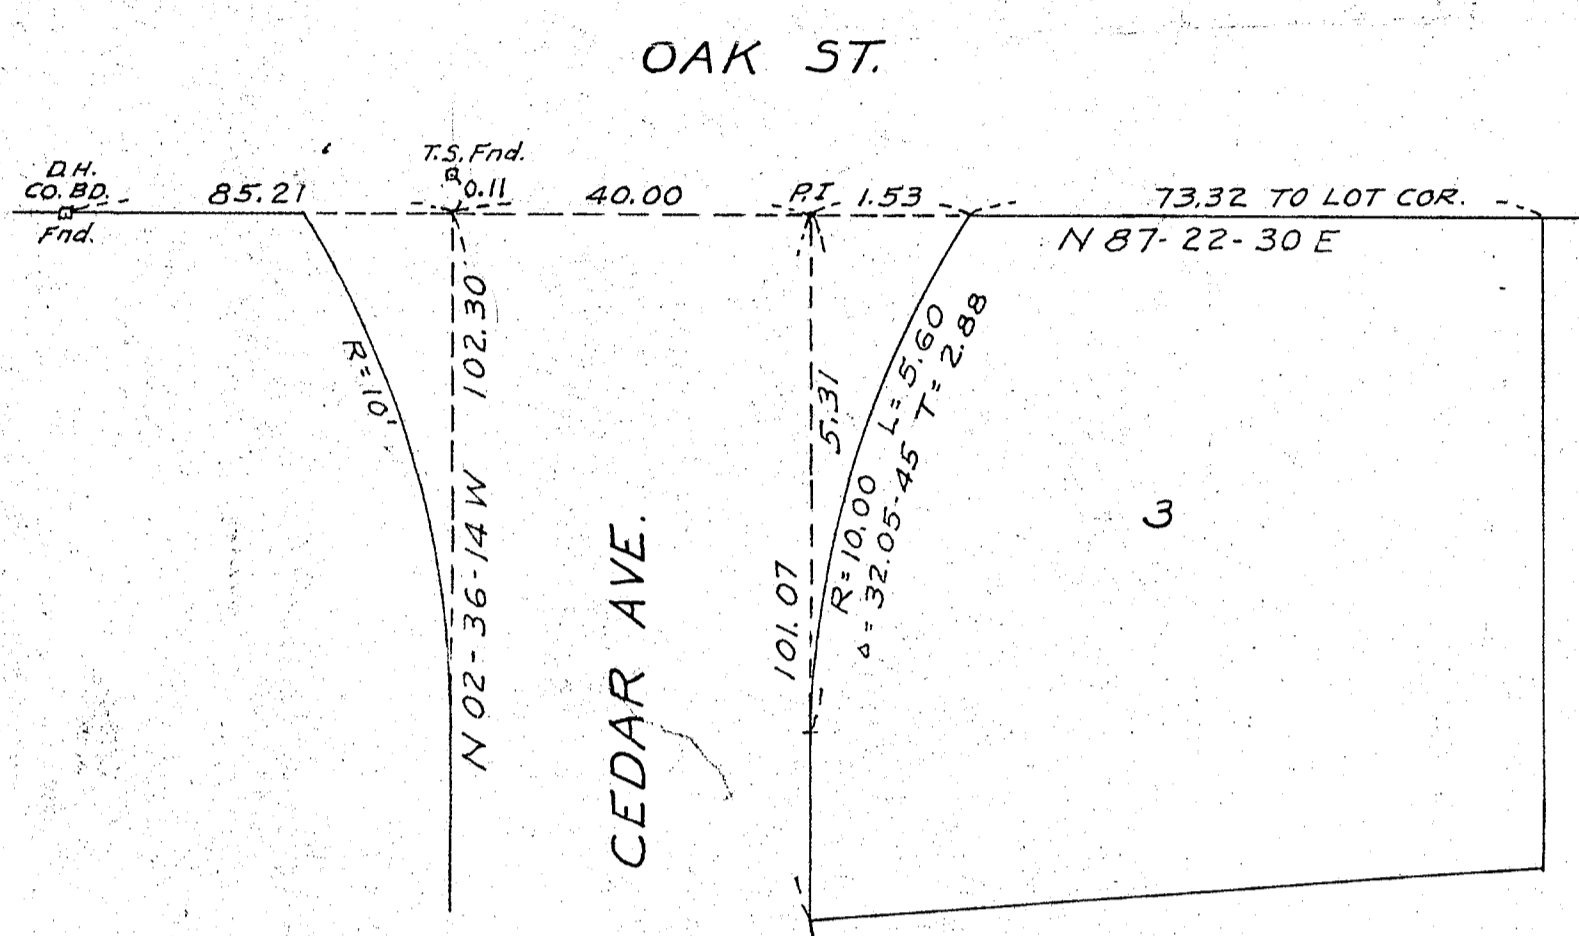 OAK ST.
D.H.
CO. BD.
Fnd.
85.21
T.S. Fnd.
0.11
40.00
P.I.
1.53
73.32 TO LOT COR.
N 87-22-30 E
R=10'
N 02-36-14 W 102.30
CEDAR AVE.
101.07
5.31
R=10.00 L=5.60
Δ=32.05-45 T=2.88
3